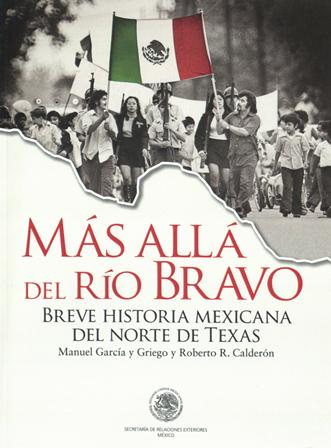 MÁS ALLÁ
DEL RÍO BRAVO
BREVE HISTORIA MEXICANA
DEL NORTE DE TEXAS
Manuel García y Griego y Roberto R. Calderón
SECRETARÍA DE RELACIONES EXTERIORES
MÉXICO